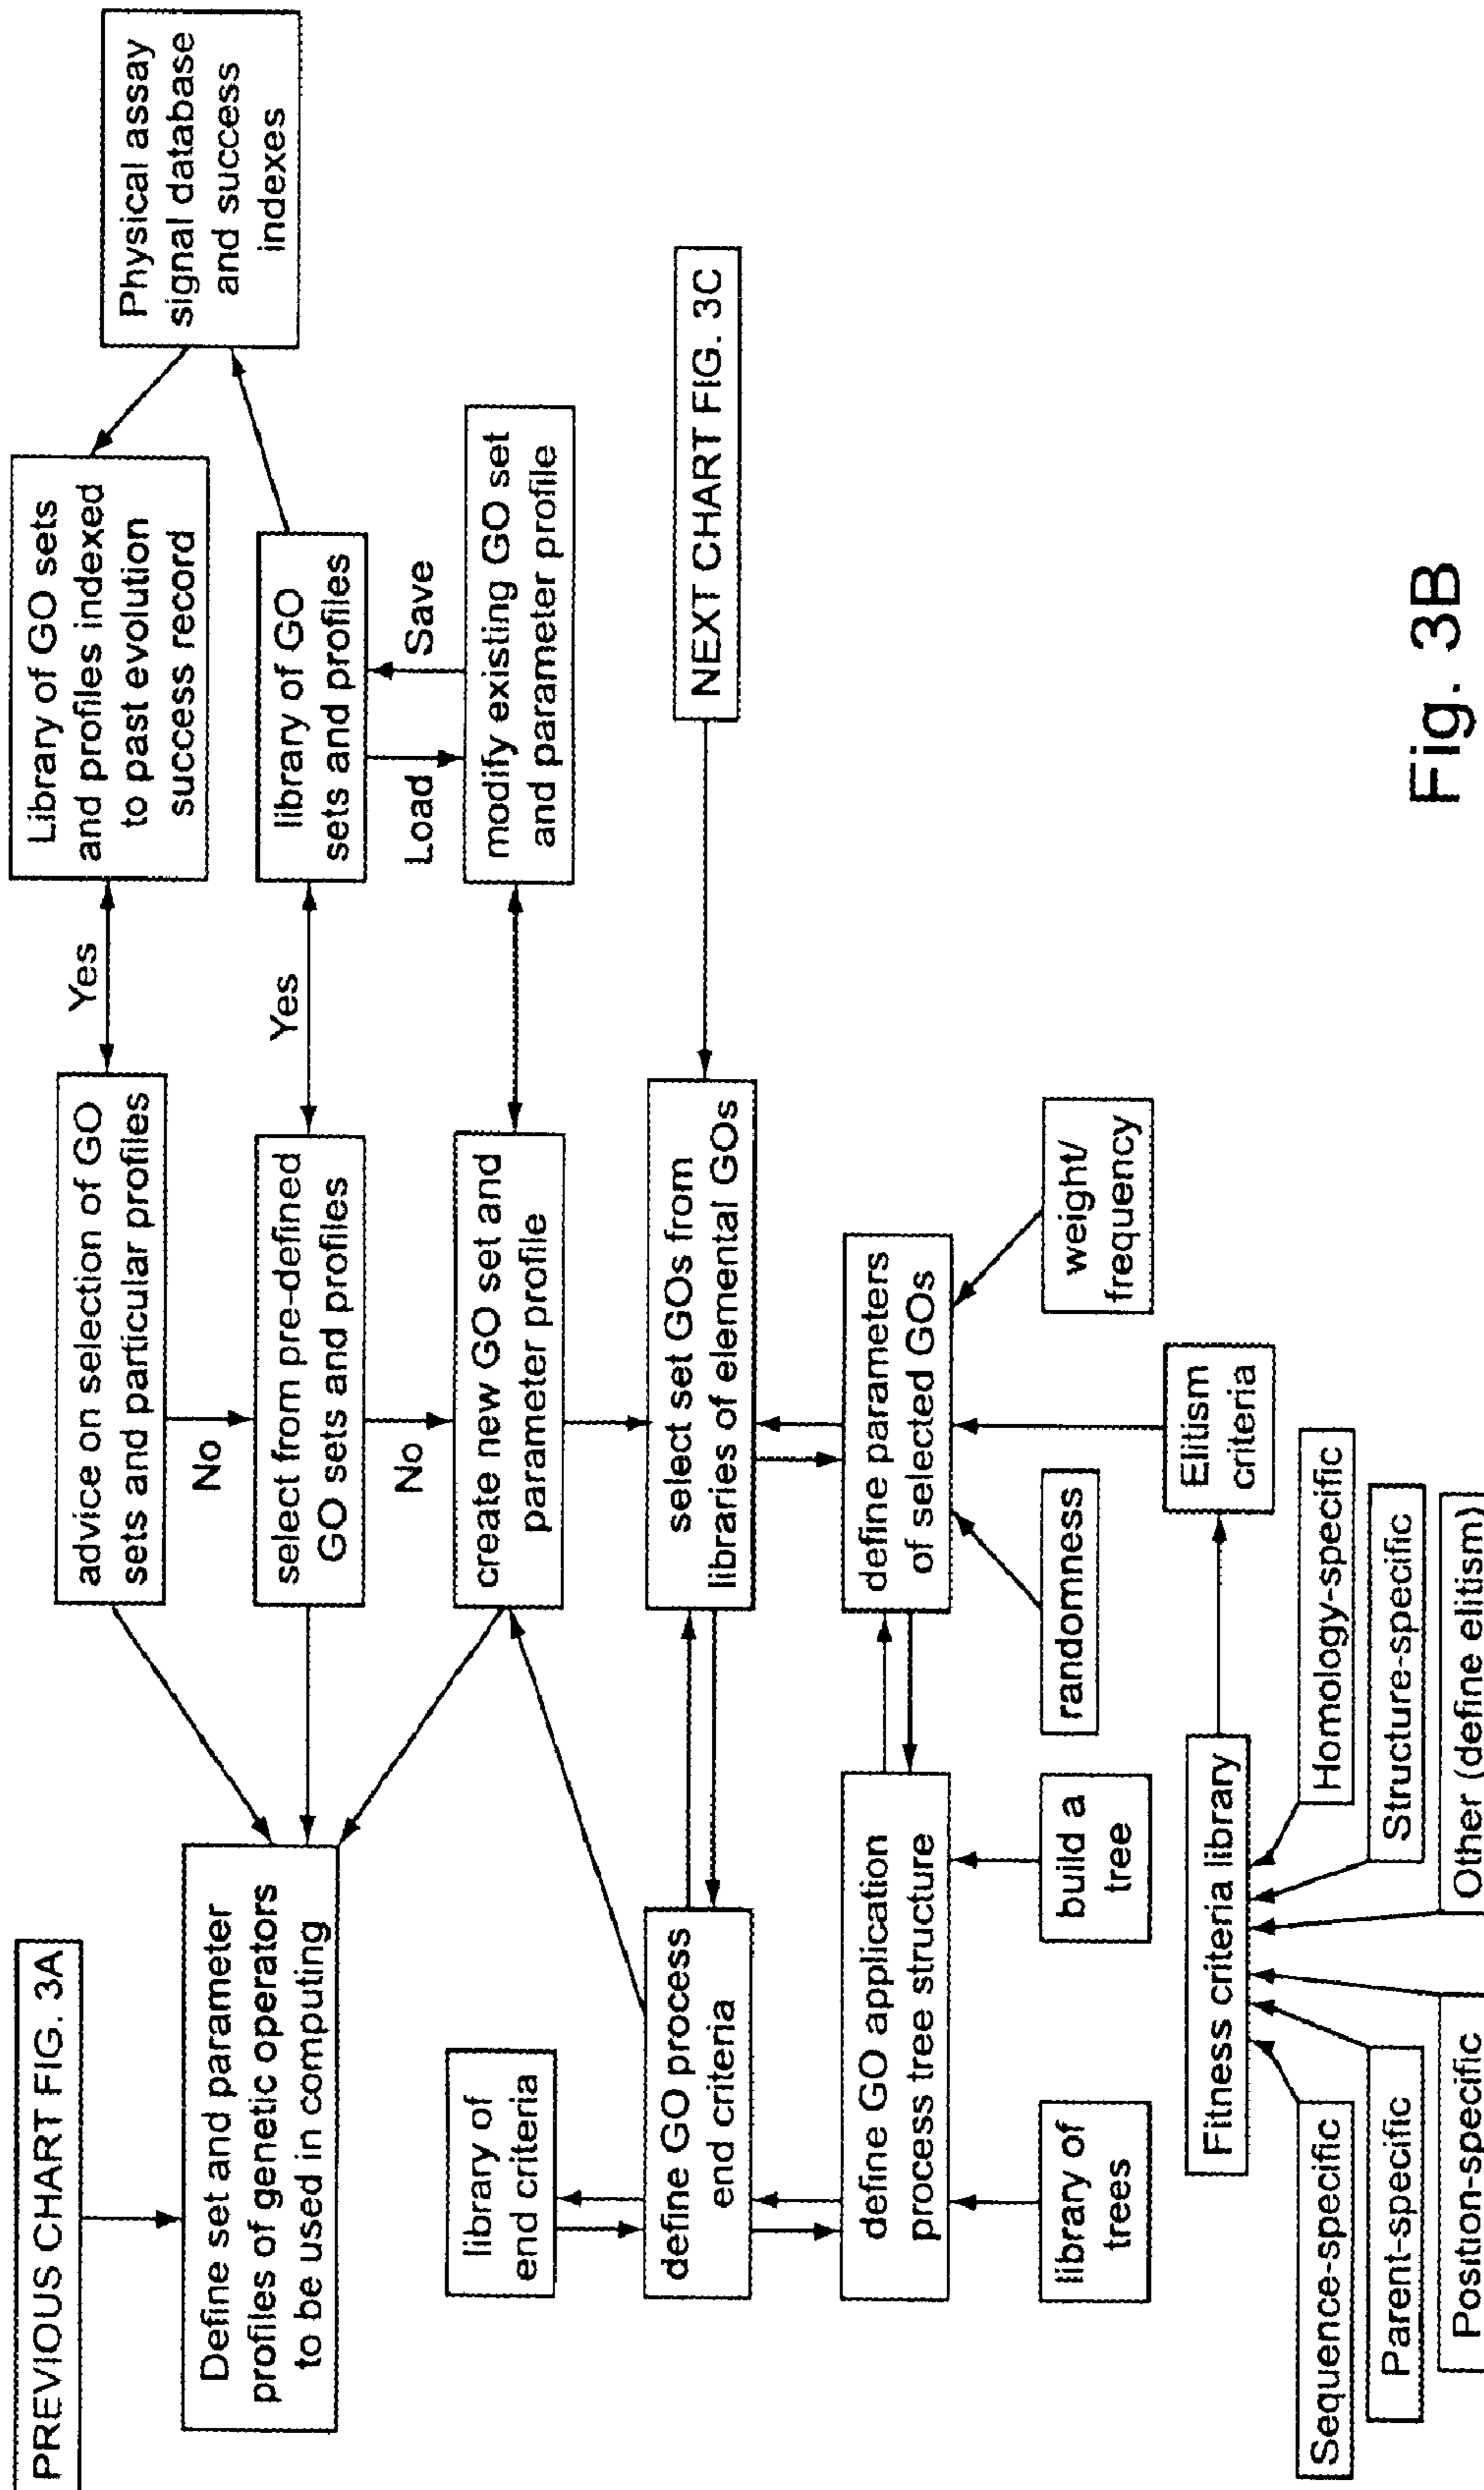 PREVIOUS CHART FIG. 3A
Define set and parameter
profiles of genetic operators
to be used in computing
advice on selection of GO
sets and particular profiles
Yes
Library of GO sets
and profiles indexed
to past evolution
success record
Physical assay
signal database
and success
indexes
No
select from pre-defined
GO sets and profiles
Yes
library of GO
sets and profiles
No
Load
Save
create new GO set and
parameter profile
modify existing GO set
and parameter profile
library of
end criteria
define GO process
end criteria
select set GOs from
libraries of elemental GOs
NEXT CHART FIG. 3C
define GO application
process tree structure
define parameters
of selected GOs
library of
trees
build a
tree
randomness
weight/
frequency
Elitism
criteria
Fitness criteria library
Sequence-specific
Homology-specific
Parent-specific
Structure-specific
Position-specific
Other (define elitism)
Fig. 3B